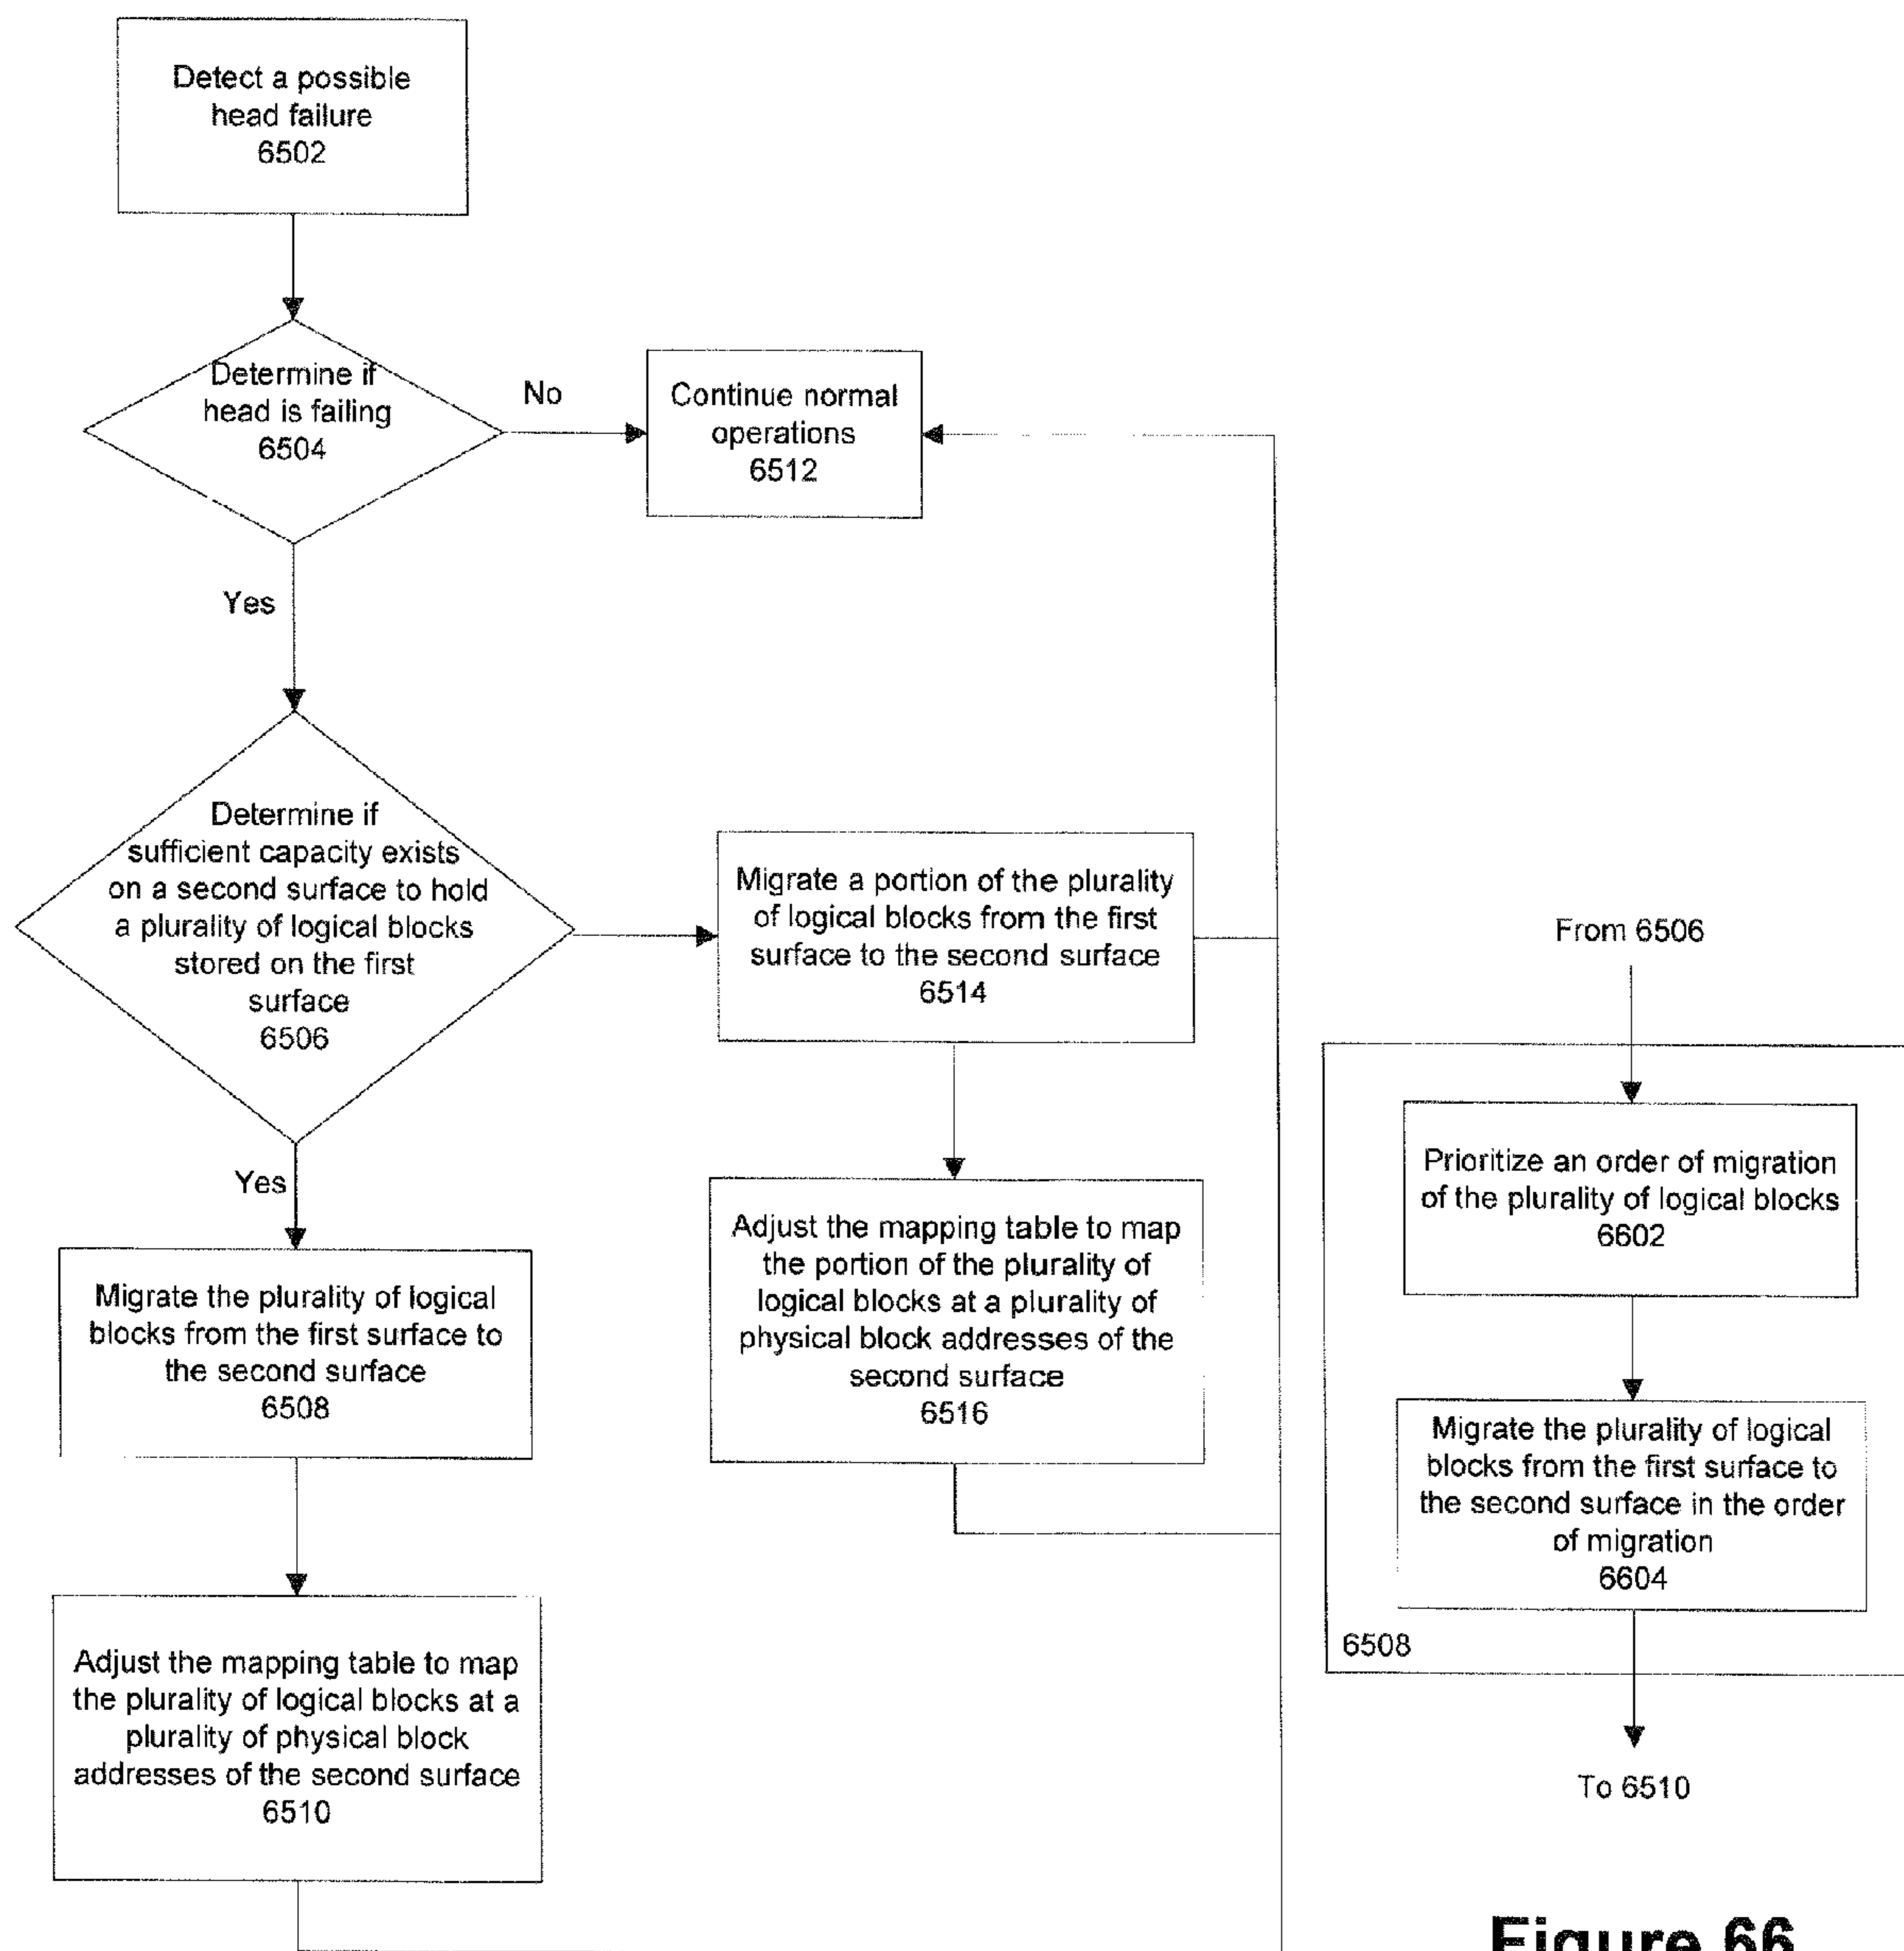 Detect a possible
head failure
6502
Determine if
head is failing
6504
No
Continue normal
operations
6512
Yes
Determine if
sufficient capacity exists
on a second surface to hold
a plurality of logical blocks
stored on the first
surface
6506
Migrate a portion of the plurality
of logical blocks from the first
surface to the second surface
6514
Yes
Migrate the plurality of logical
blocks from the first surface to
the second surface
6508
Adjust the mapping table to map
the portion of the plurality of
logical blocks at a plurality of
physical block addresses of the
second surface
6516
Adjust the mapping table to map
the plurality of logical blocks at a
plurality of physical block
addresses of the second surface
6510
From 6506
Prioritize an order of migration
of the plurality of logical blocks
6602
Migrate the plurality of logical
blocks from the first surface to
the second surface in the order
of migration
6604
6508
To 6510
Figure 66